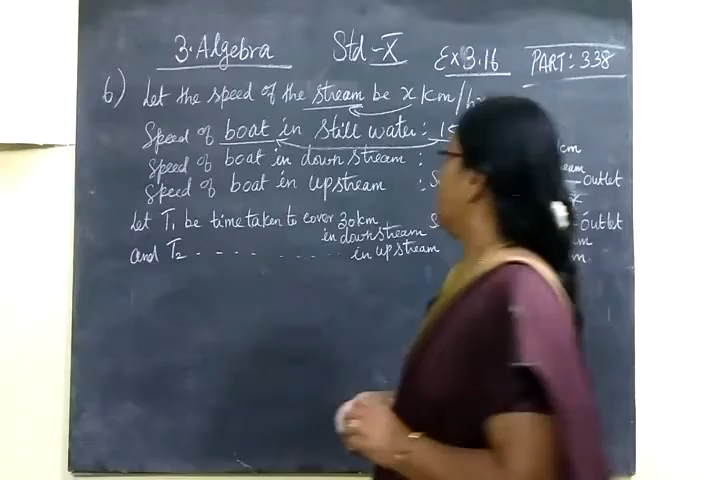 3. Algebra Std - X Ex 3.16 PART: 338
6) Let the speed of the stream be x km/h
Speed of boat in still water: 15
Speed of boat in down stream :
Speed of boat in upstream :
Let T₁ be time taken to cover 30km
in downstream
and T₂ - - - - - - - - - in upstream
outlet
outlet